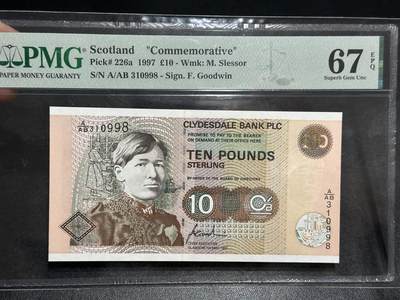 PMG
PAPER MONEY GUARANTY
Scotland "Commemorative"
Pick# 226a 1997 £10 - Wmk: M. Slessor
S/N A/AB 310998 - Sign. F. Goodwin
67 EPQ
Superb Gem Unc
A/AB 310998
CLYDESDALE BANK PLC
PROMISE TO PAY TO THE BEARER
ON DEMAND AT THEIR OFFICE HERE
TEN POUNDS
STERLING
BY ORDER OF THE BOARD OF DIRECTORS
10
CHIEF EXECUTIVE
A/AB 310998